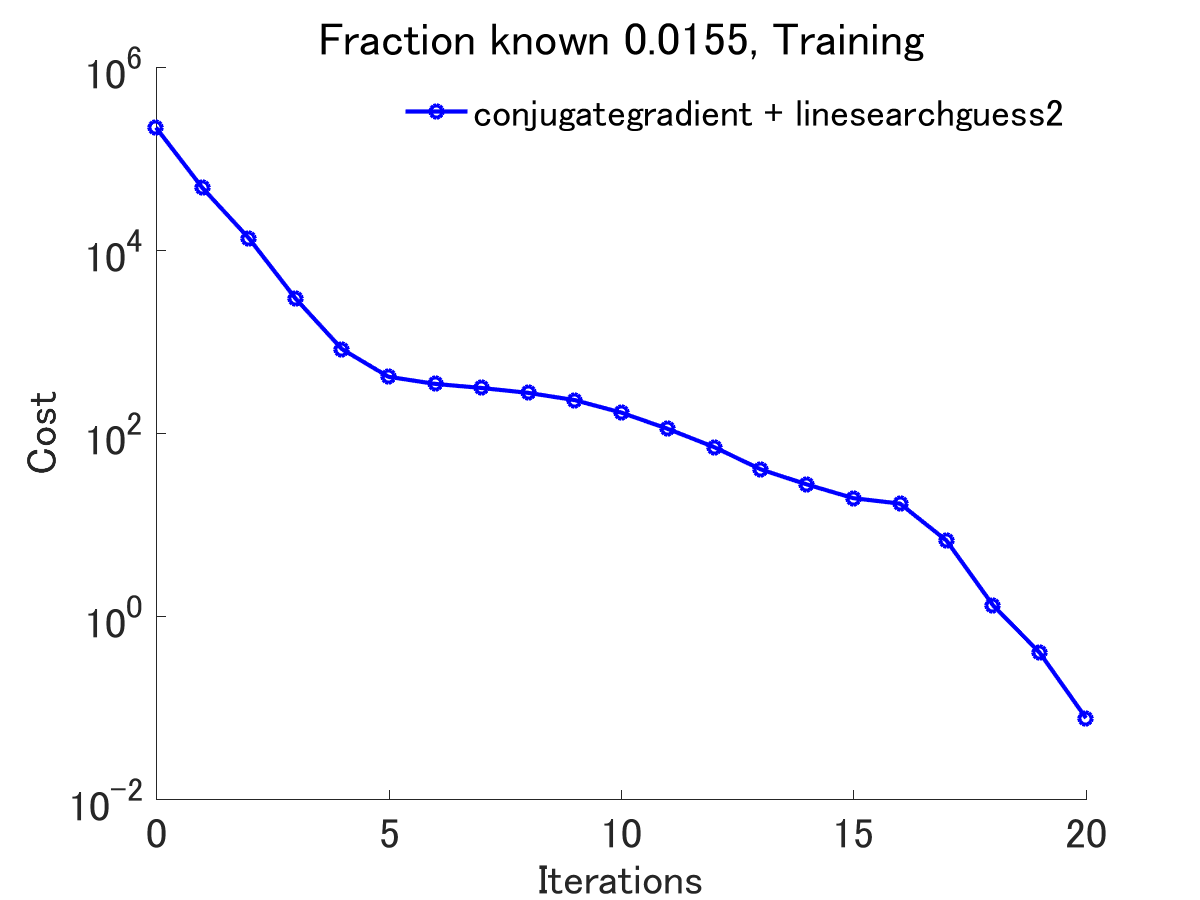 Fraction known 0.0155, Training
conjugategradient + linesearchguess2
10^6
10^4
10^2
10^0
10^-2
Cost
0 5 10 15 20
Iterations